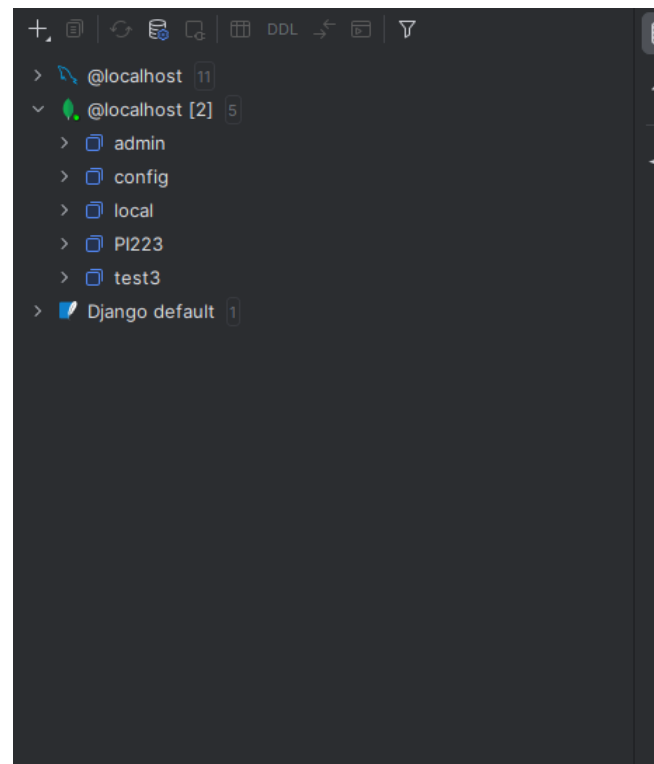 DDL
@localhost 11
@localhost [2] 5
admin
config
local
PI223
test3
Django default 1